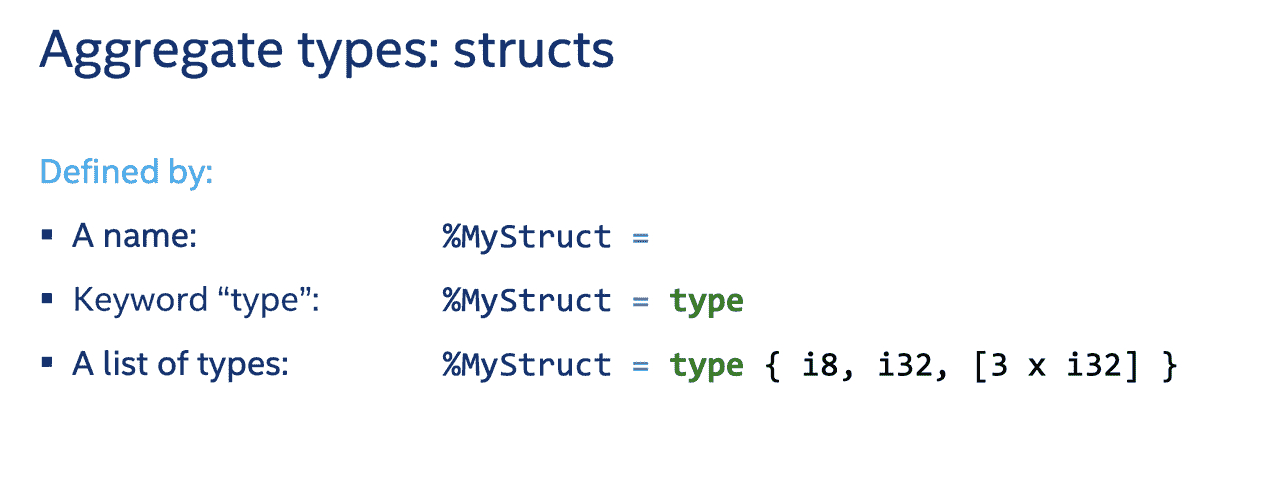 Aggregate types: structs
Defined by:
▪ A name: %MyStruct =
▪ Keyword “type”: %MyStruct = type
▪ A list of types: %MyStruct = type { i8, i32, [3 x i32] }